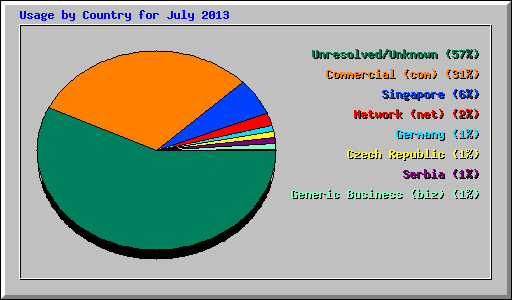 Usage by Country for July 2013
Unresolved/Unknown (57%)
Commercial (com) (31%)
Singapore (6%)
Network (net) (2%)
Germany (1%)
Czech Republic (1%)
Serbia (1%)
Generic Business (biz) (1%)